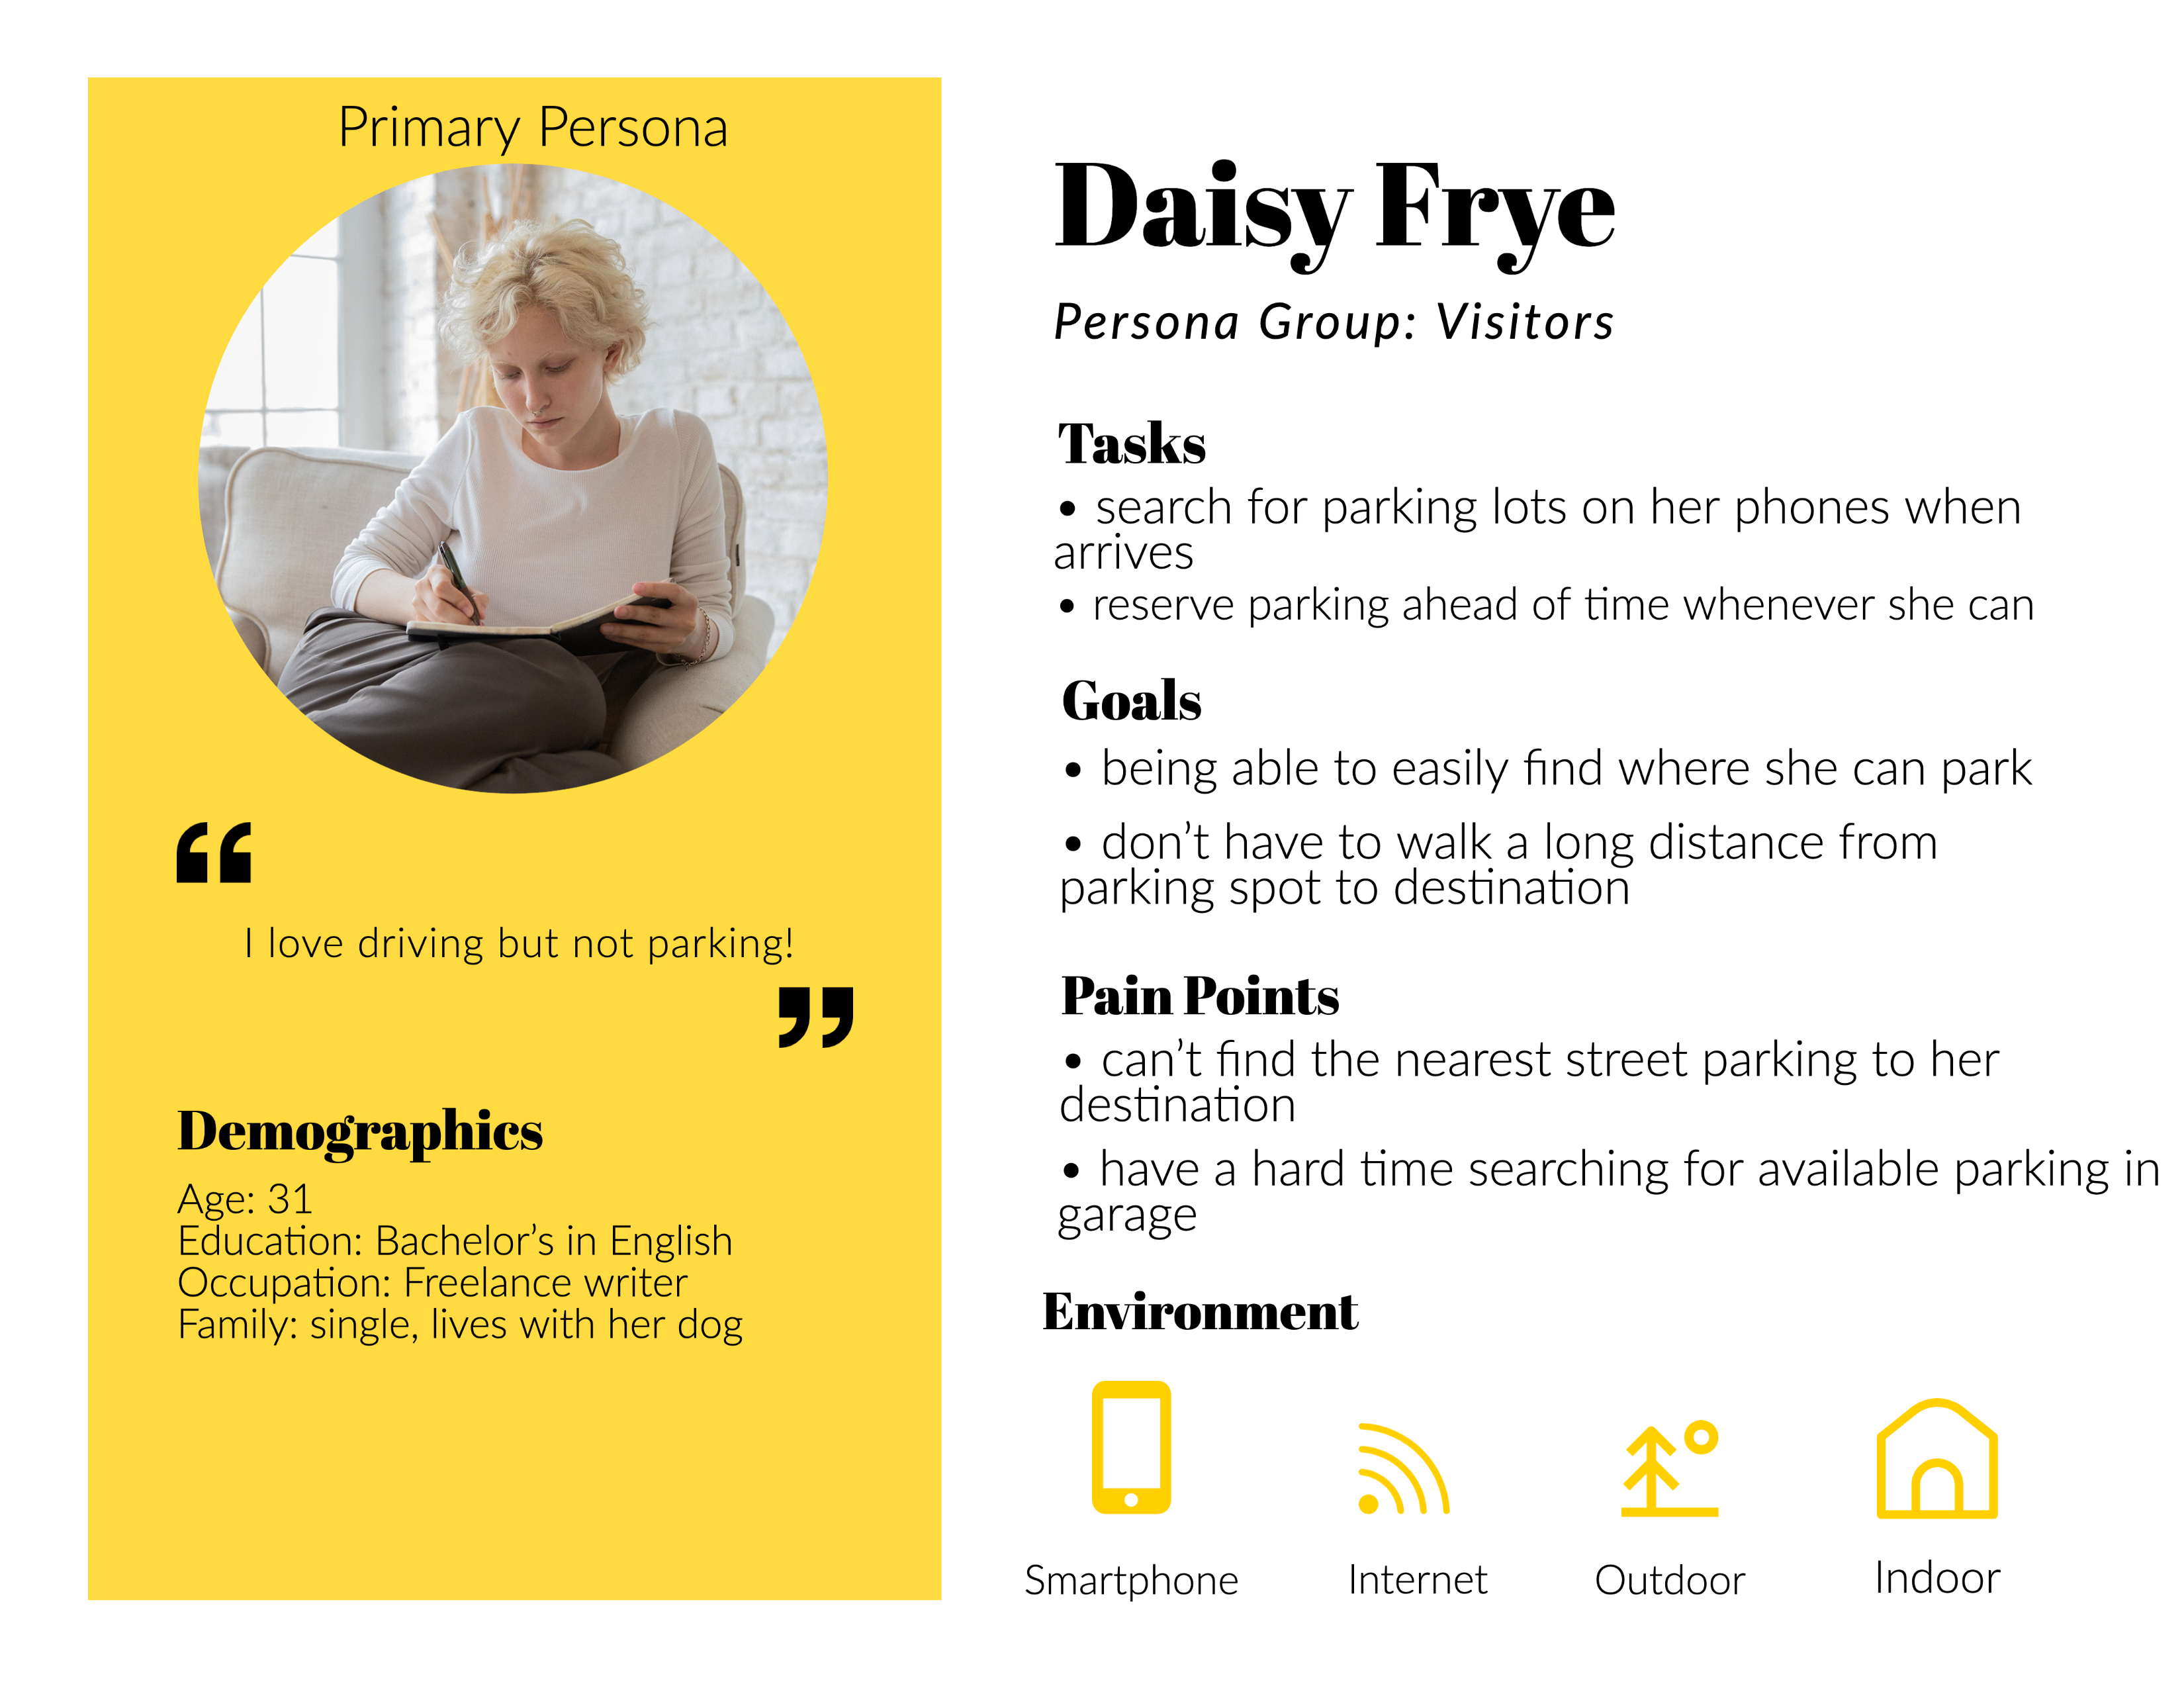 Primary Persona
“
I love driving but not parking!
”
Demographics
Age: 31
Education: Bachelor’s in English
Occupation: Freelance writer
Family: single, lives with her dog
Daisy Frye
Persona Group: Visitors
Tasks
• search for parking lots on her phones when
arrives
• reserve parking ahead of time whenever she can
Goals
• being able to easily find where she can park
• don’t have to walk a long distance from
parking spot to destination
Pain Points
• can’t find the nearest street parking to her
destination
• have a hard time searching for available parking in
garage
Environment
Smartphone
Internet
Outdoor
Indoor